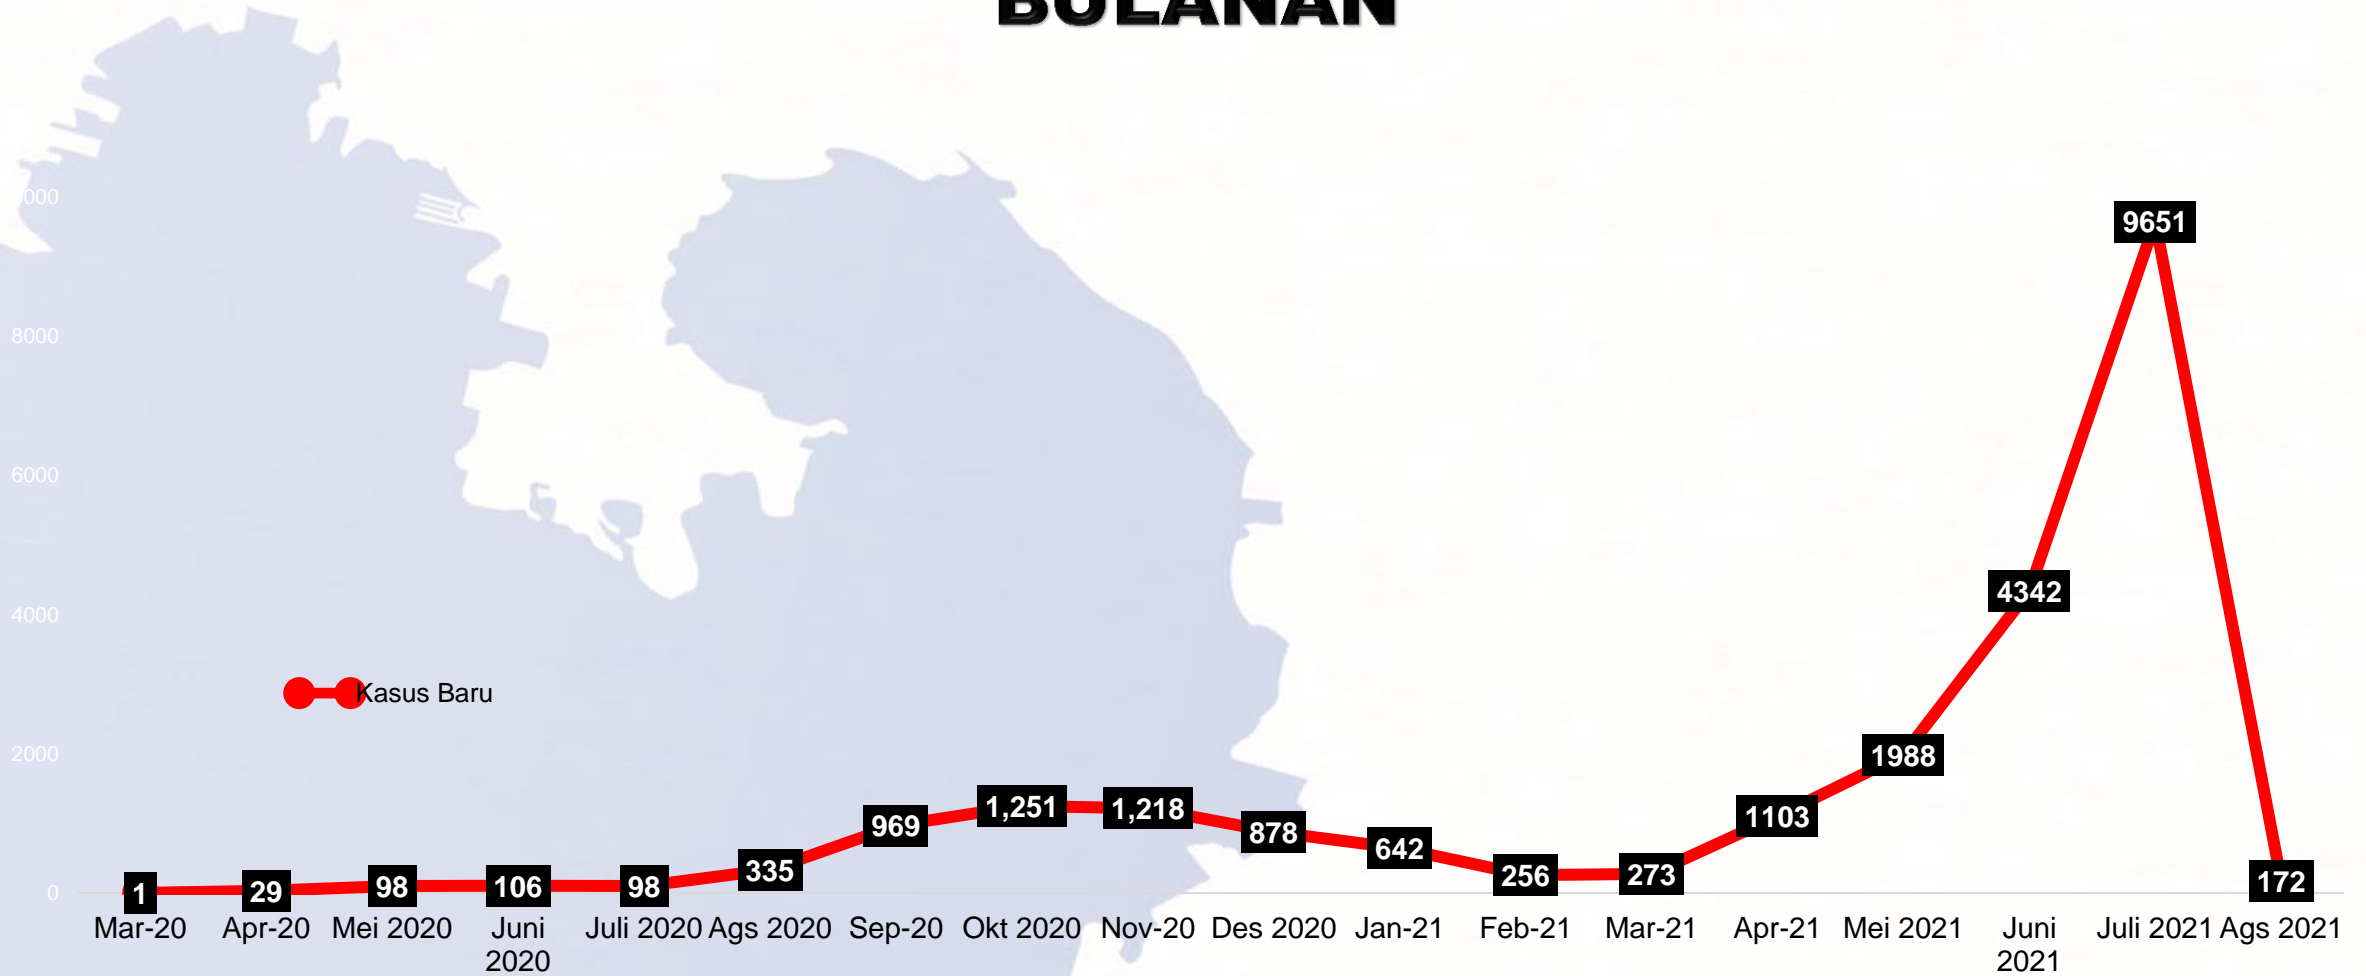 BULANAN
000
8000
6000
4000
2000
0
Kasus Baru
1
29
98
106
98
335
969
1,251
1,218
878
642
256
273
1103
1988
4342
9651
172
Mar-20
Apr-20
Mei 2020
Juni
2020
Juli 2020
Ags 2020
Sep-20
Okt 2020
Nov-20
Des 2020
Jan-21
Feb-21
Mar-21
Apr-21
Mei 2021
Juni
2021
Juli 2021
Ags 2021